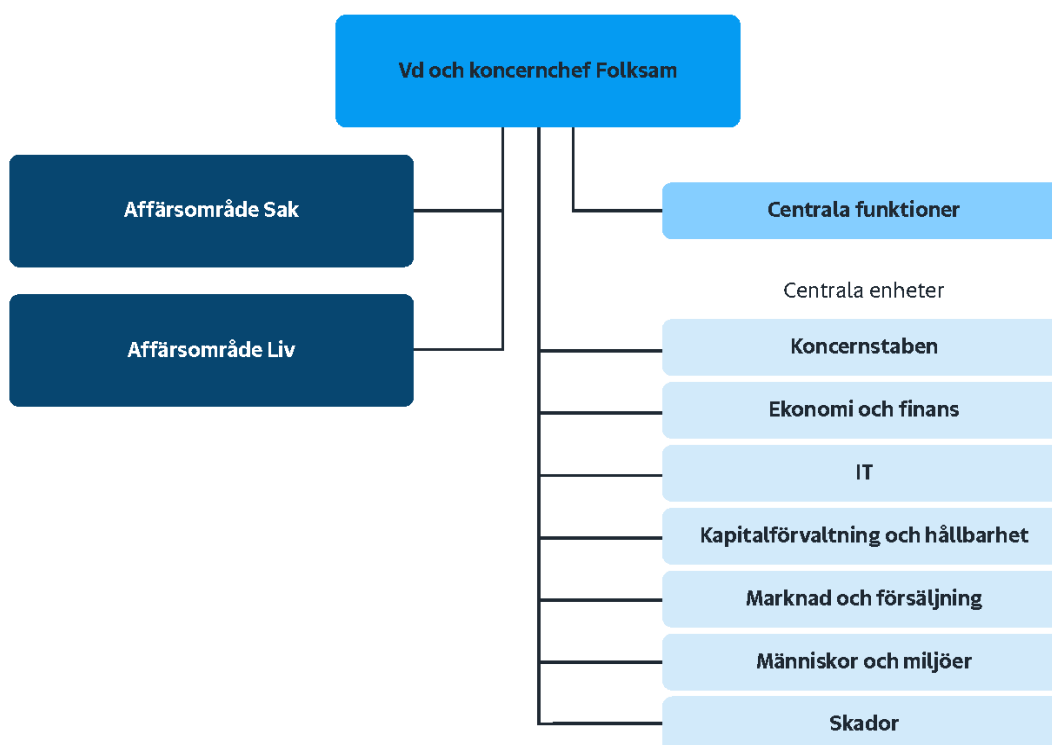 Vd och koncernchef Folksam
Affärsområde Sak
Affärsområde Liv
Centrala funktioner
Centrala enheter
Koncernstaben
Ekonomi och finans
IT
Kapitalförvaltning och hållbarhet
Marknad och försäljning
Människor och miljöer
Skador